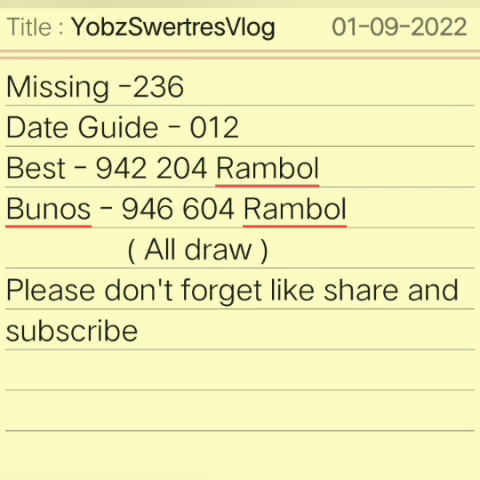 Title : YobzSwertresVlog 01-09-2022
Missing -236
Date Guide - 012
Best - 942 204 Rambol
Bunos - 946 604 Rambol
( All draw )
Please don't forget like share and
subscribe